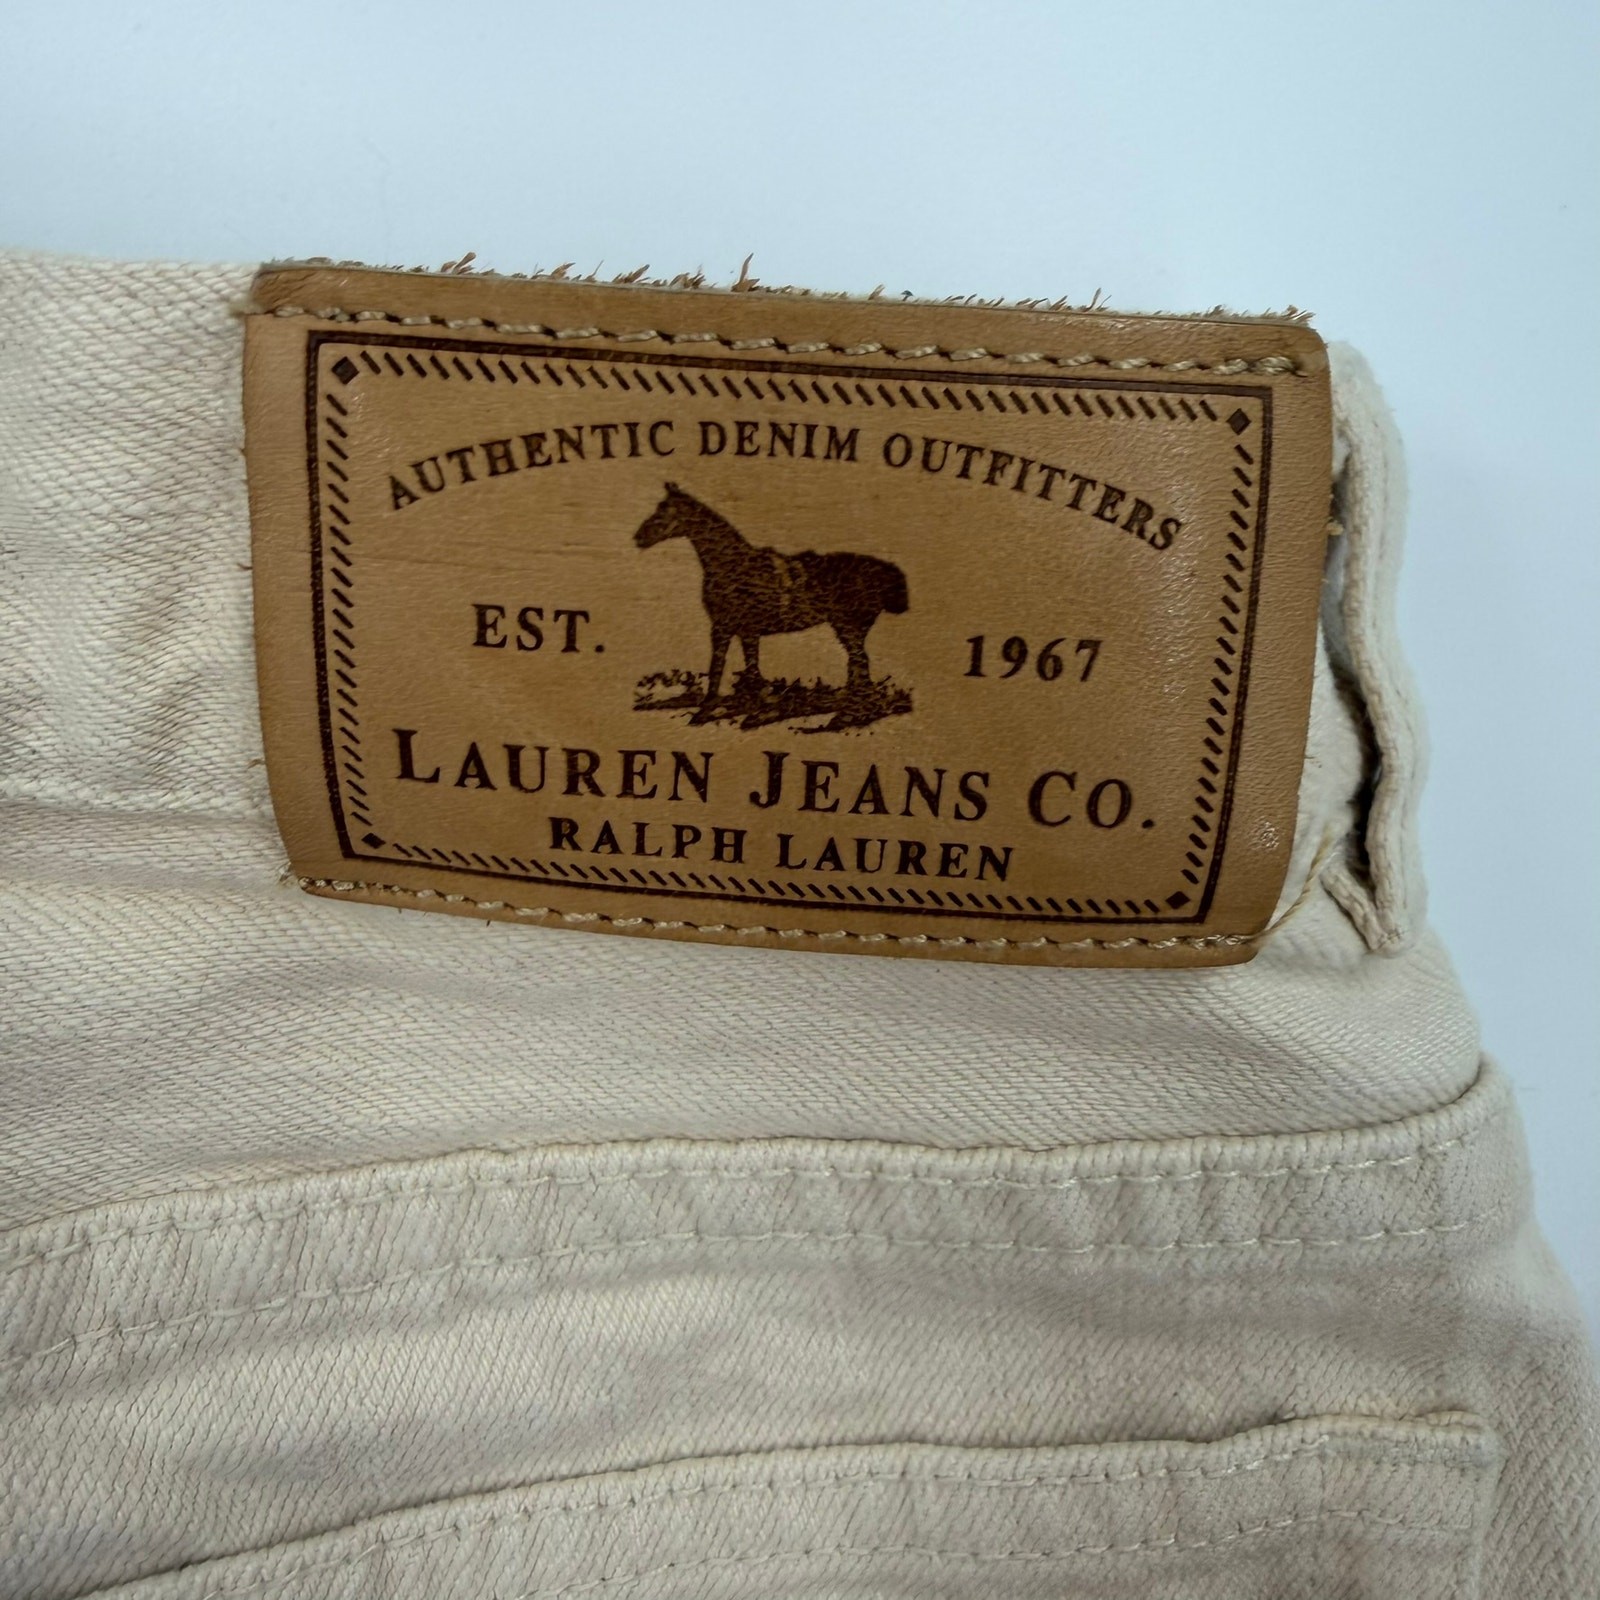 AUTHENTIC DENIM OUTFITTERS
EST. 1967
LAUREN JEANS CO.
RALPH LAUREN